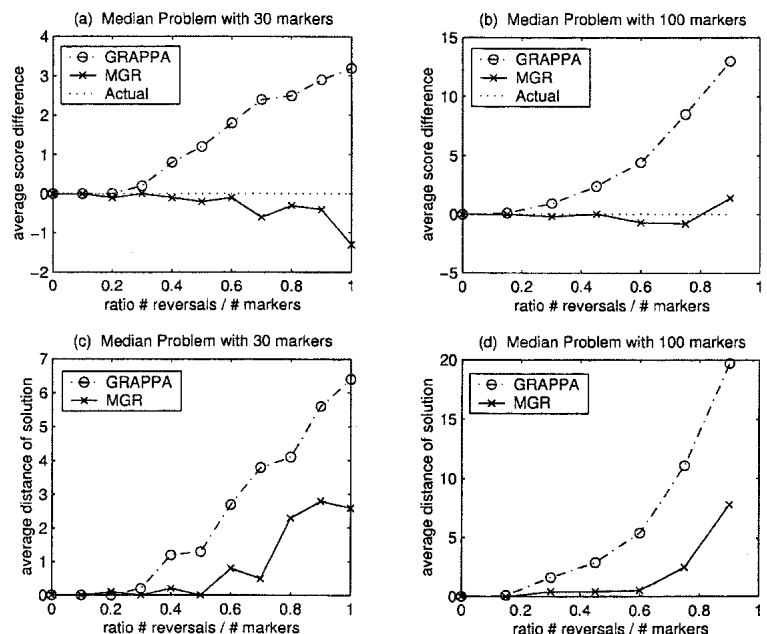 (a) Median Problem with 30 markers
4
3
2
1
0
−1
−2
average score difference
GRAPPA
MGR
Actual
0 0.2 0.4 0.6 0.8 1
ratio # reversals / # markers
(b) Median Problem with 100 markers
15
10
5
0
−5
average score difference
GRAPPA
MGR
Actual
0 0.2 0.4 0.6 0.8 1
ratio # reversals / # markers
(c) Median Problem with 30 markers
7
6
5
4
3
2
1
0
average distance of solution
GRAPPA
MGR
0 0.2 0.4 0.6 0.8 1
ratio # reversals / # markers
(d) Median Problem with 100 markers
20
15
10
5
0
average distance of solution
GRAPPA
MGR
0 0.2 0.4 0.6 0.8 1
ratio # reversals / # markers